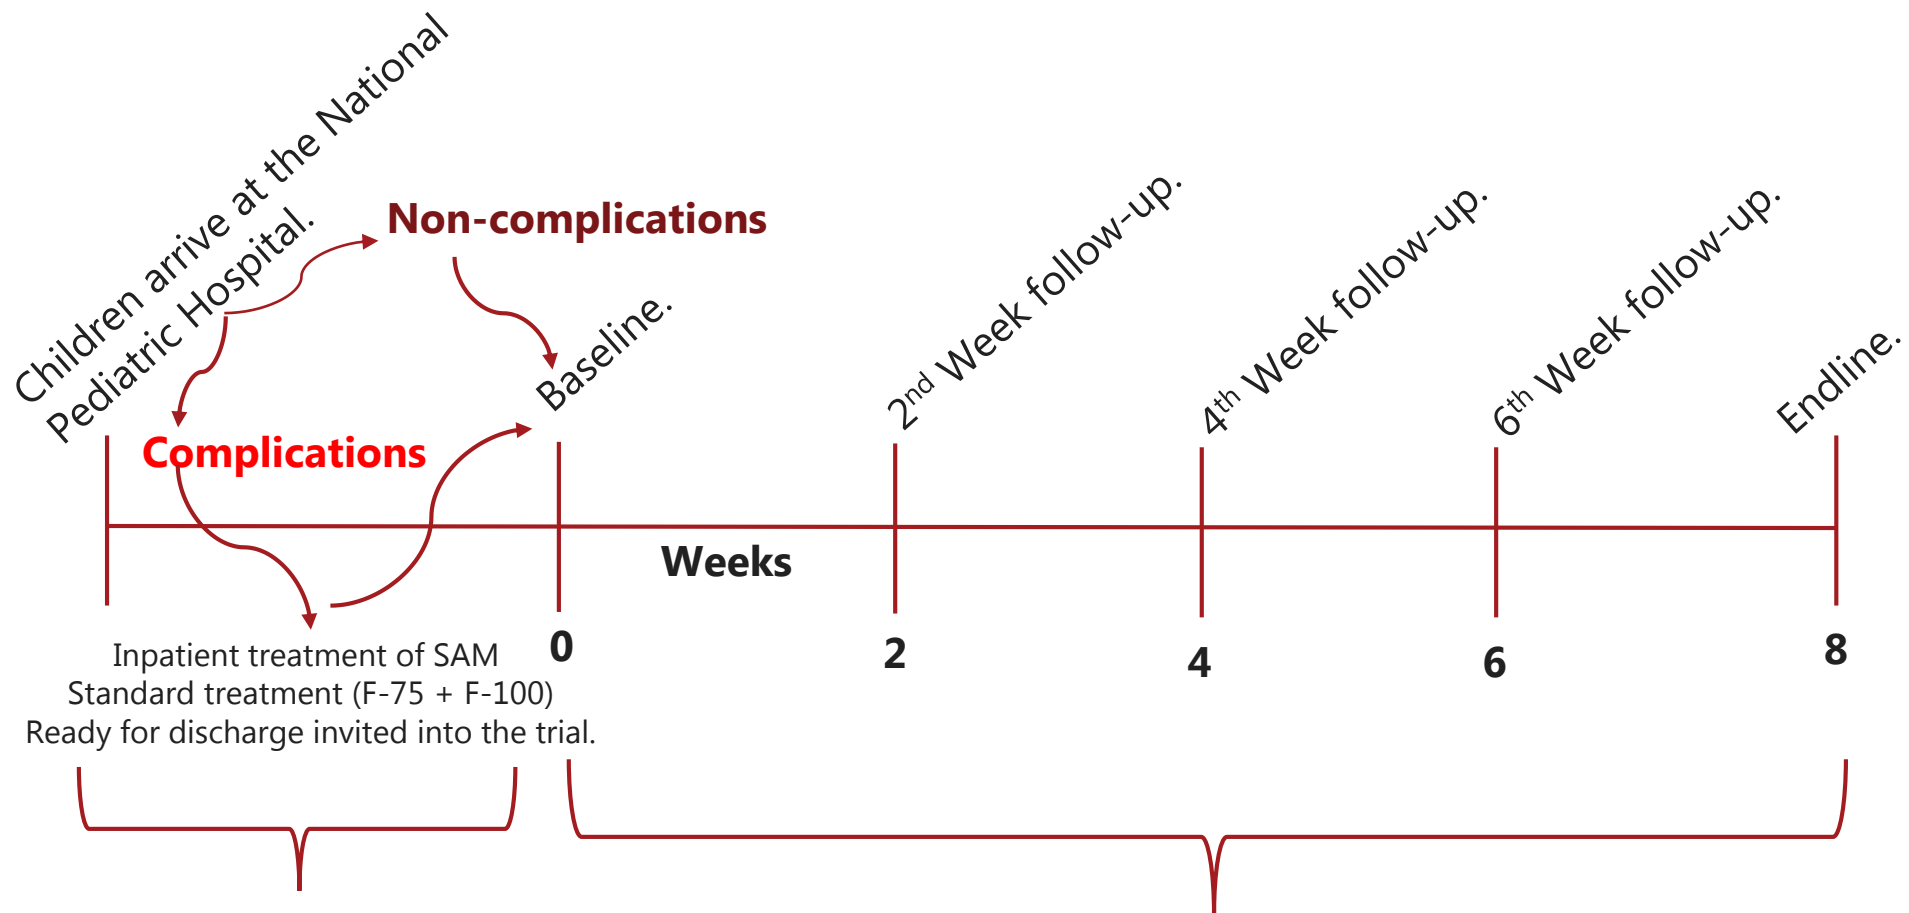 Children arrive at the National
Pediatric Hospital.
Non-complications
Complications
Baseline.
2nd Week follow-up.
4th Week follow-up.
6th Week follow-up.
Endline.
Weeks
0
2
4
6
8
Inpatient treatment of SAM
Standard treatment (F-75 + F-100)
Ready for discharge invited into the trial.